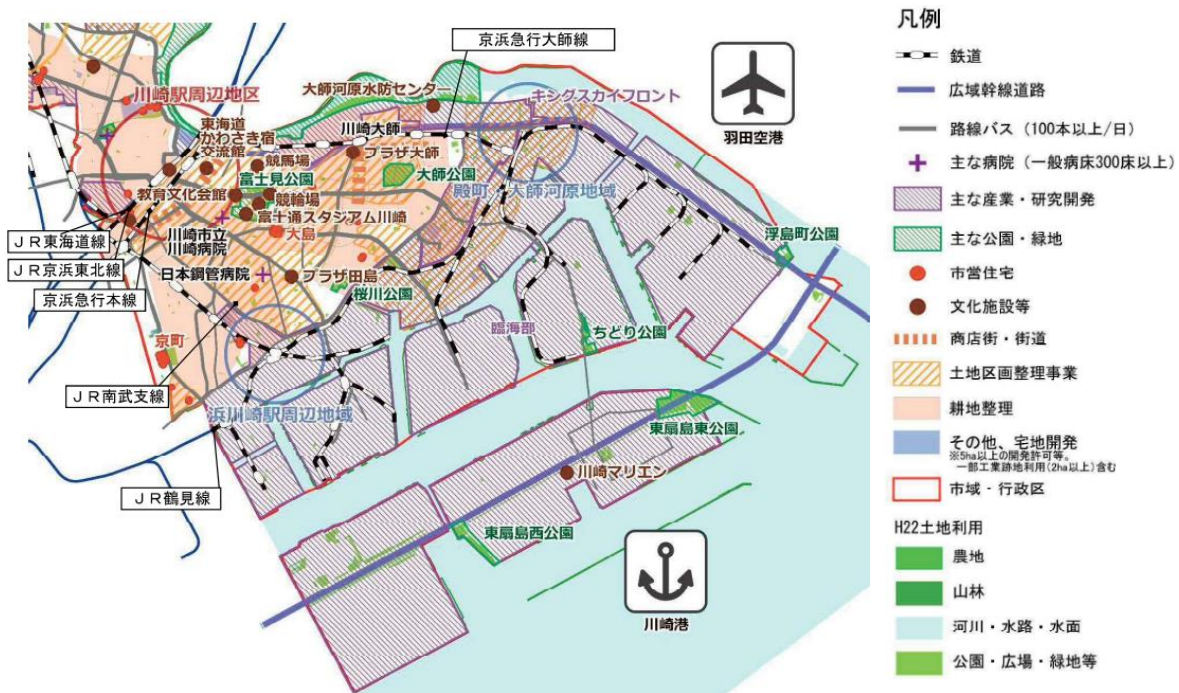 京浜急行大師線
川崎駅周辺地区
大師河原水防センター
キングスカイフロント
羽田空港
東海道
かわさき宿
交流館
川崎大師
競馬場
プラザ大師
富士見公園
大師公園
教育文化会館
競輪場
殿町・大師河原地域
富士通スタジアム川崎
JR東海道線
川崎市立
川崎病院
大島
浮島町公園
JR京浜東北線
日本鋼管病院
プラザ田島
京浜急行本線
桜川公園
臨海部
ちどり公園
京町
JR南武支線
浜川崎駅周辺地域
東扇島東公園
川崎マリエン
JR鶴見線
東扇島西公園
川崎港
凡例
鉄道
広域幹線道路
路線バス（100本以上/日）
主な病院（一般病床300床以上）
主な産業・研究開発
主な公園・緑地
市営住宅
文化施設等
商店街・街道
土地区画整理事業
耕地整理
その他、宅地開発
※5ha以上の開発許可等。
一部工業跡地利用(2ha以上)含む
市域・行政区
H22土地利用
農地
山林
河川・水路・水面
公園・広場・緑地等